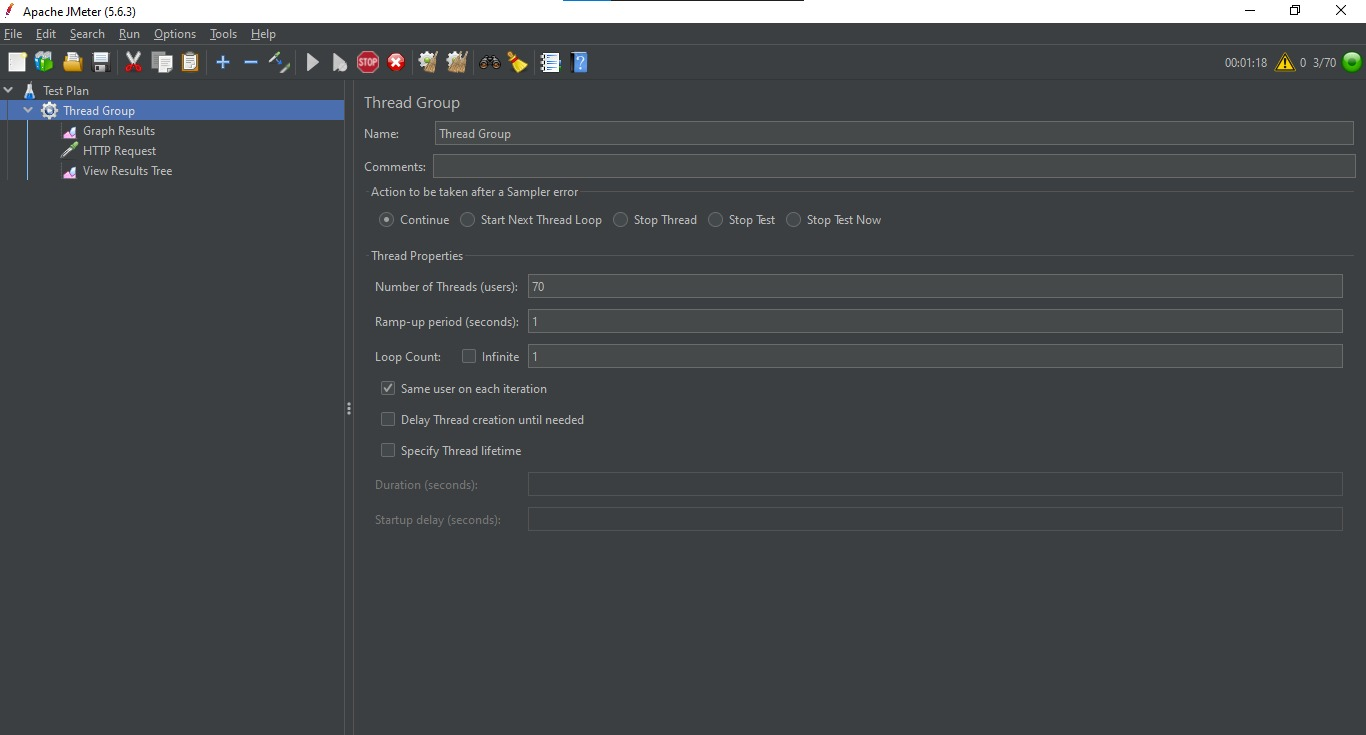 Apache JMeter (5.6.3)
File Edit Search Run Options Tools Help
STOP 00:01:18 0 3/70
Test Plan
Thread Group
Graph Results
HTTP Request
View Results Tree
Thread Group
Name: Thread Group
Comments:
Action to be taken after a Sampler error
Continue Start Next Thread Loop Stop Thread Stop Test Stop Test Now
Thread Properties
Number of Threads (users): 70
Ramp-up period (seconds): 1
Loop Count: Infinite 1
Same user on each iteration
Delay Thread creation until needed
Specify Thread lifetime
Duration (seconds):
Startup delay (seconds):